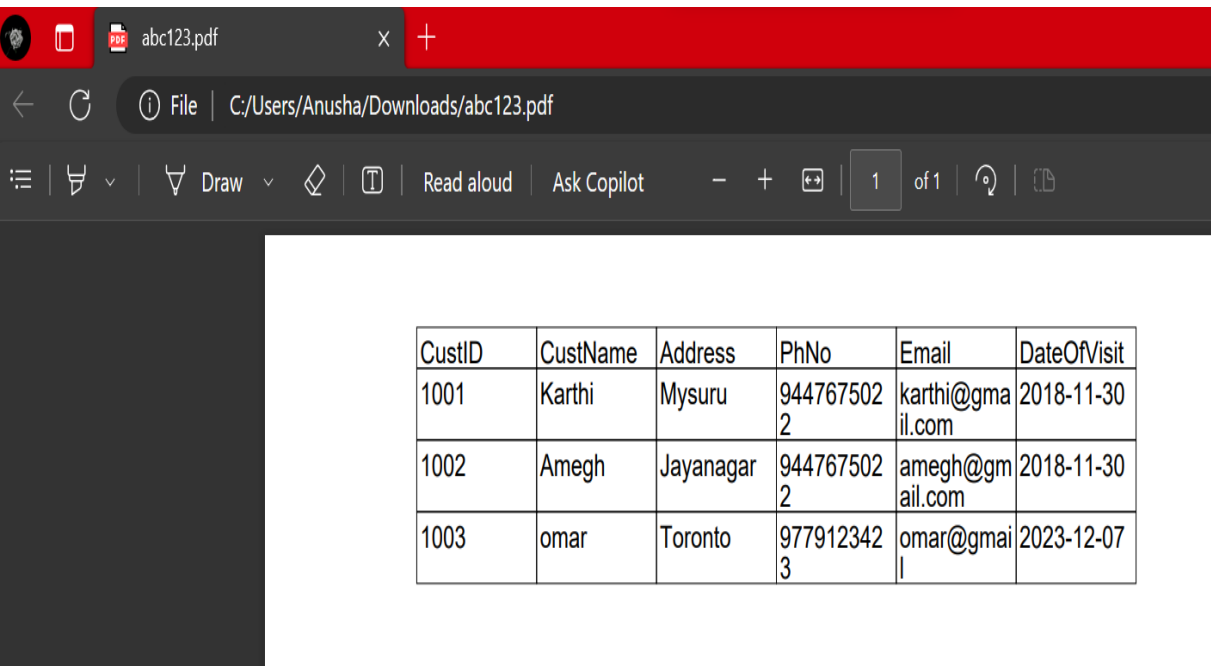 abc123.pdf
File | C:/Users/Anusha/Downloads/abc123.pdf
Draw Read aloud Ask Copilot 1 of 1
CustID CustName Address PhNo Email DateOfVisit
1001 Karthi Mysuru 944767502 karthi@gma 2018-11-30
2 il.com
1002 Amegh Jayanagar 944767502 amegh@gm 2018-11-30
2 ail.com
1003 omar Toronto 977912342 omar@gmai 2023-12-07
3 l